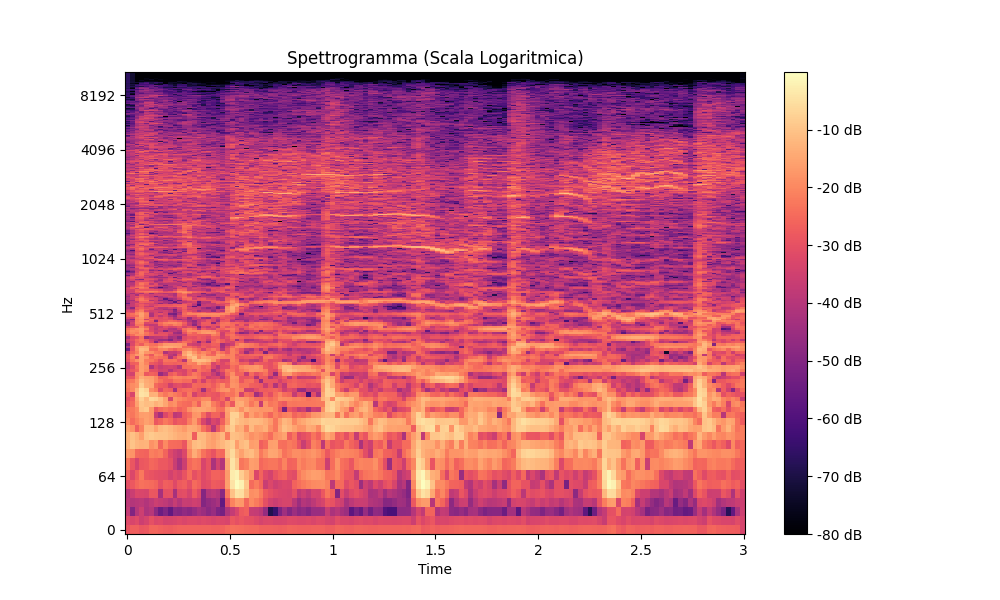 Spettrogramma (Scala Logaritmica)
8192
4096
2048
1024
512
256
128
64
0
Hz
0 0.5 1 1.5 2 2.5 3
Time
-10 dB
-20 dB
-30 dB
-40 dB
-50 dB
-60 dB
-70 dB
-80 dB